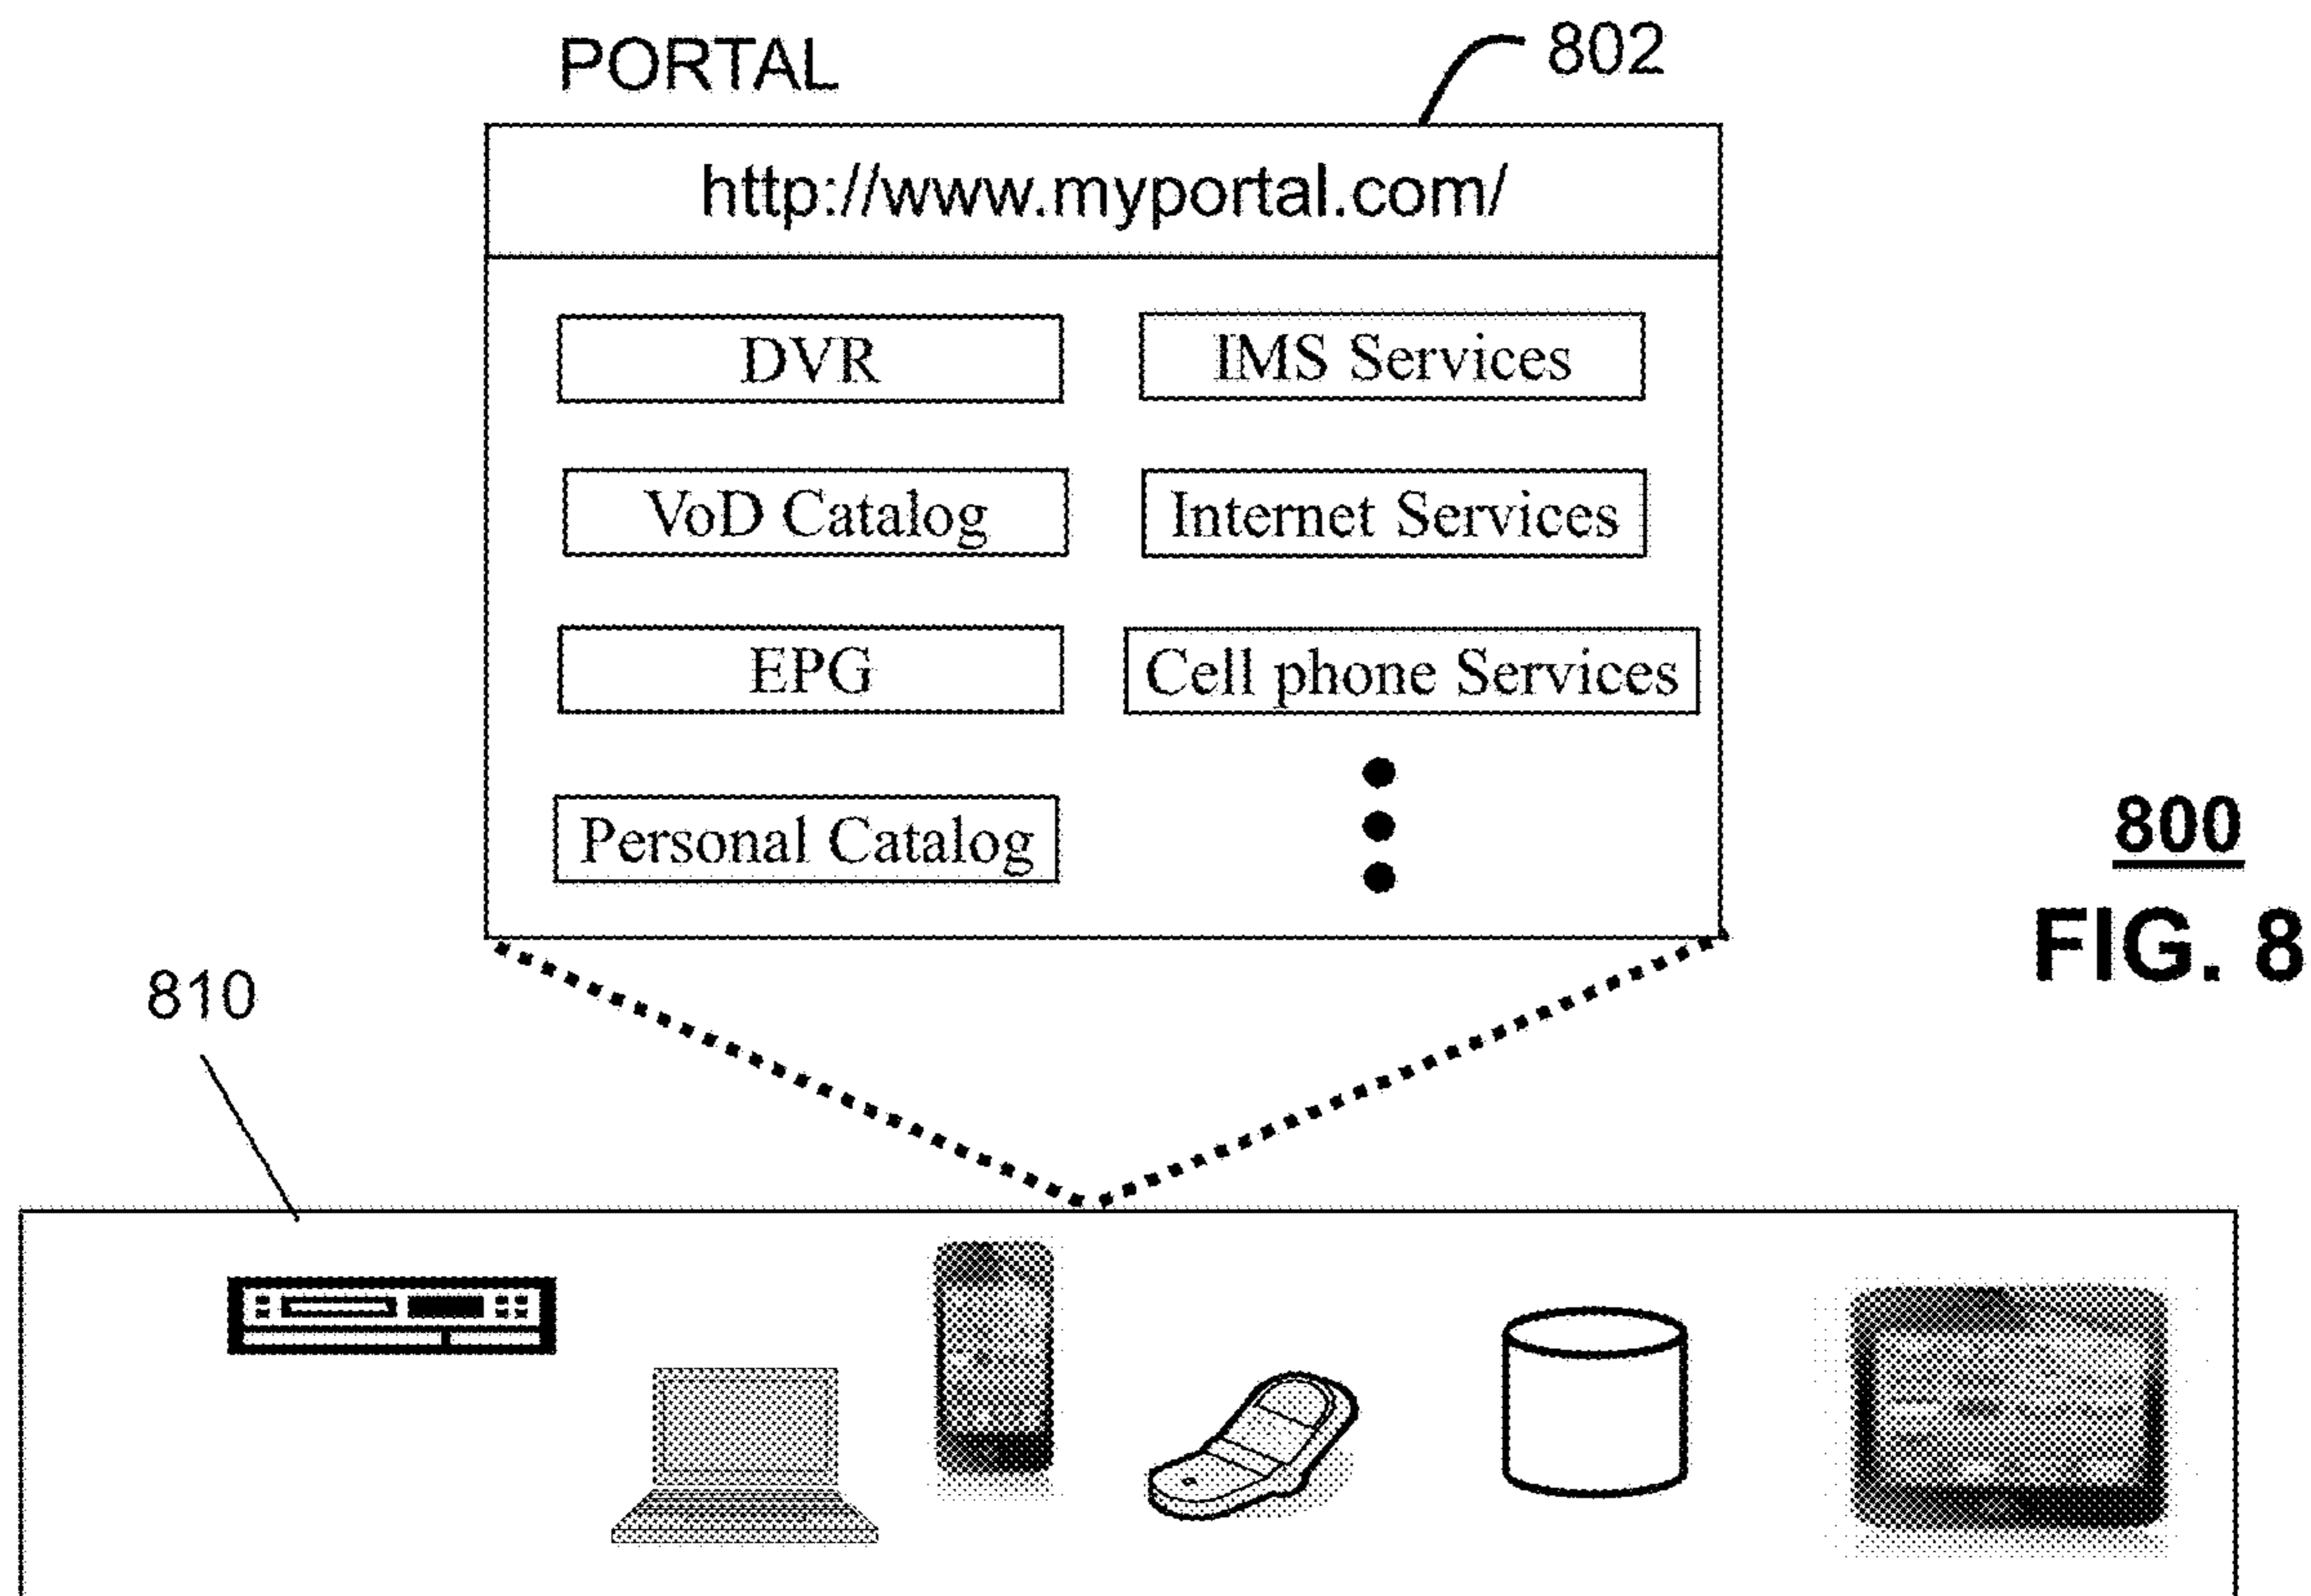 PORTAL
802
http://www.myportal.com/
DVR
IMS Services
VoD Catalog
Internet Services
EPG
Cell phone Services
Personal Catalog
800
FIG. 8
810